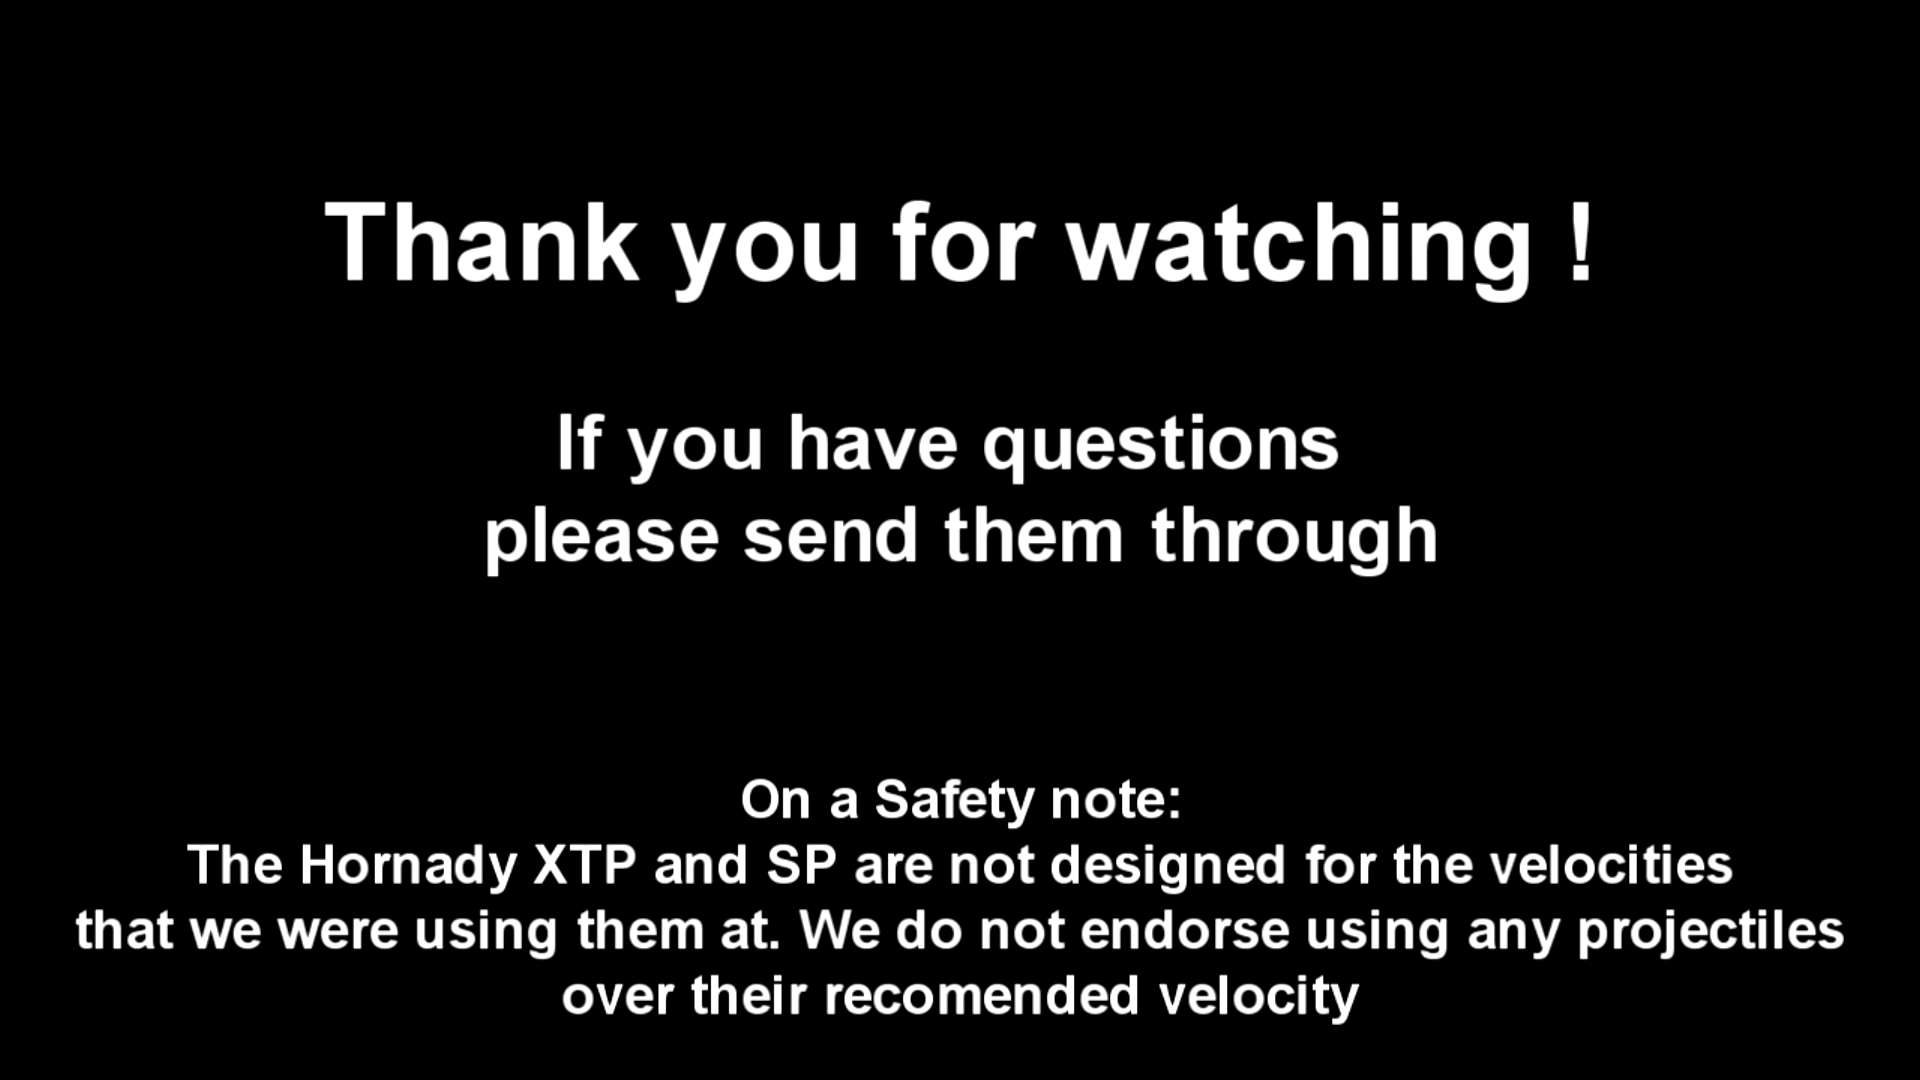 Thank you for watching !
If you have questions
please send them through
On a Safety note:
The Hornady XTP and SP are not designed for the velocities
that we were using them at. We do not endorse using any projectiles
over their recomended velocity